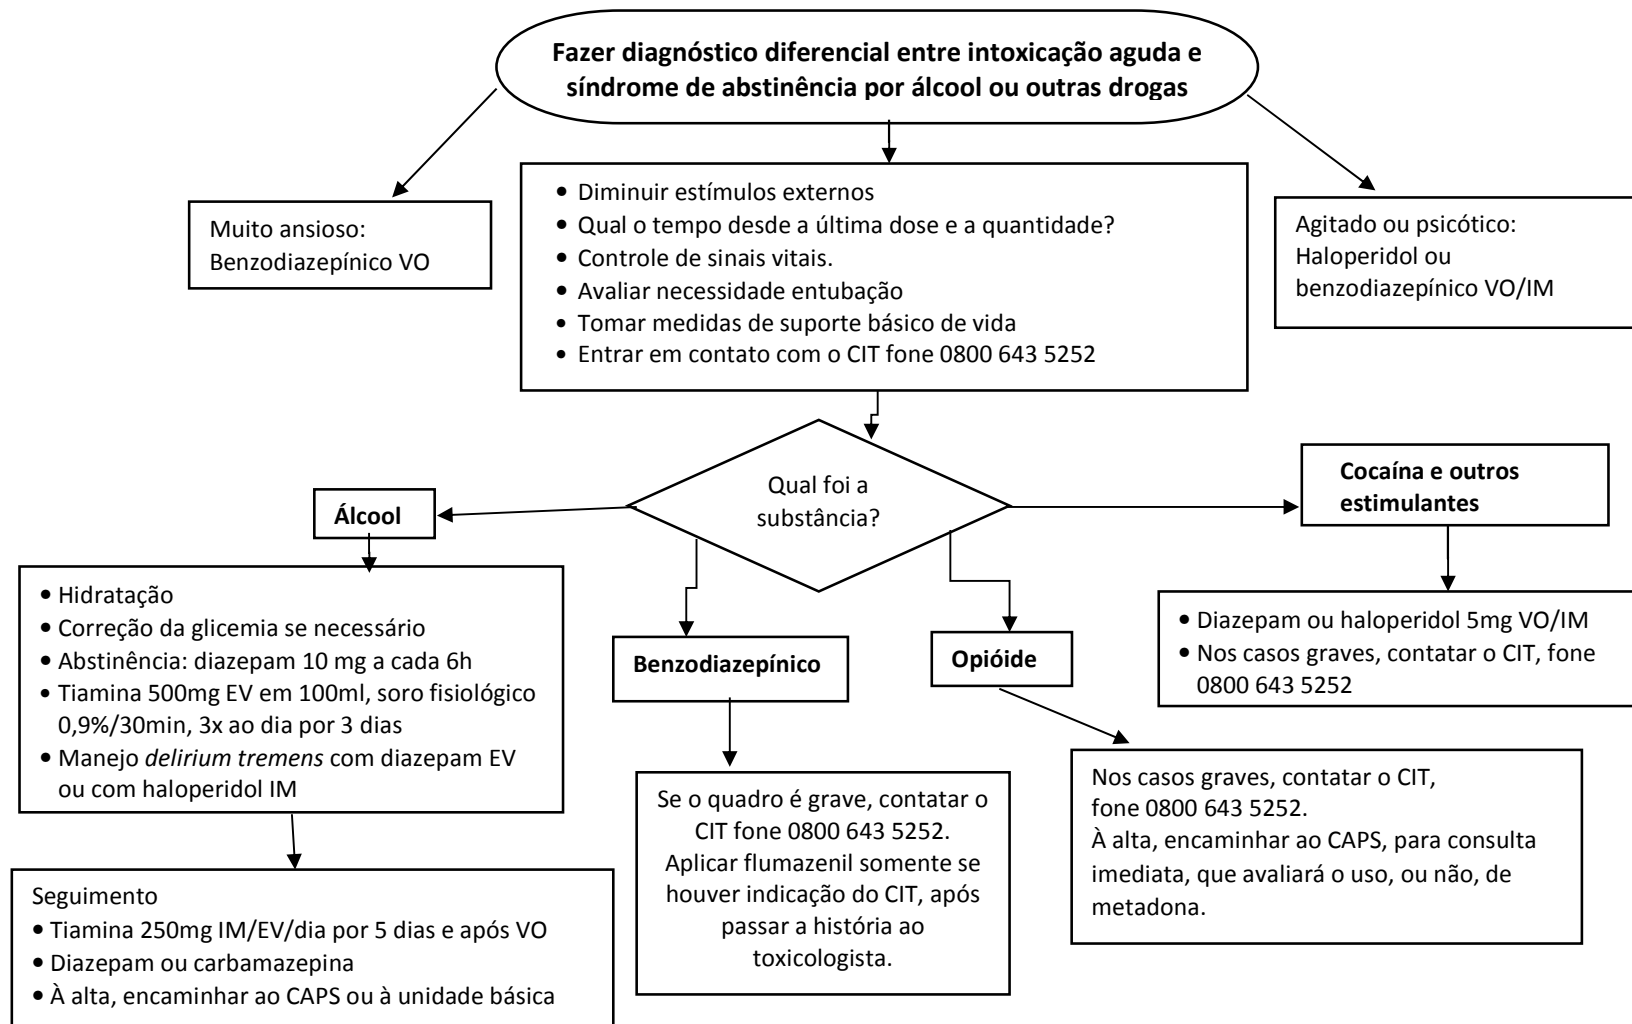 Fazer diagnóstico diferencial entre intoxicação aguda e
síndrome de abstinência por álcool ou outras drogas
Muito ansioso:
Benzodiazepínico VO
• Diminuir estímulos externos
• Qual o tempo desde a última dose e a quantidade?
• Controle de sinais vitais.
• Avaliar necessidade entubação
• Tomar medidas de suporte básico de vida
• Entrar em contato com o CIT fone 0800 643 5252
Agitado ou psicótico:
Haloperidol ou
benzodiazepínico VO/IM
Qual foi a
substância?
Álcool
• Hidratação
• Correção da glicemia se necessário
• Abstinência: diazepam 10 mg a cada 6h
• Tiamina 500mg EV em 100ml, soro fisiológico
0,9%/30min, 3x ao dia por 3 dias
• Manejo delirium tremens com diazepam EV
ou com haloperidol IM
Seguimento
• Tiamina 250mg IM/EV/dia por 5 dias e após VO
• Diazepam ou carbamazepina
• À alta, encaminhar ao CAPS ou à unidade básica
Benzodiazepínico
Se o quadro é grave, contatar o
CIT fone 0800 643 5252.
Aplicar flumazenil somente se
houver indicação do CIT, após
passar a história ao
toxicologista.
Opióide
Nos casos graves, contatar o CIT,
fone 0800 643 5252.
À alta, encaminhar ao CAPS, para consulta
imediata, que avaliará o uso, ou não, de
metadona.
Cocaína e outros
estimulantes
• Diazepam ou haloperidol 5mg VO/IM
• Nos casos graves, contatar o CIT, fone
0800 643 5252